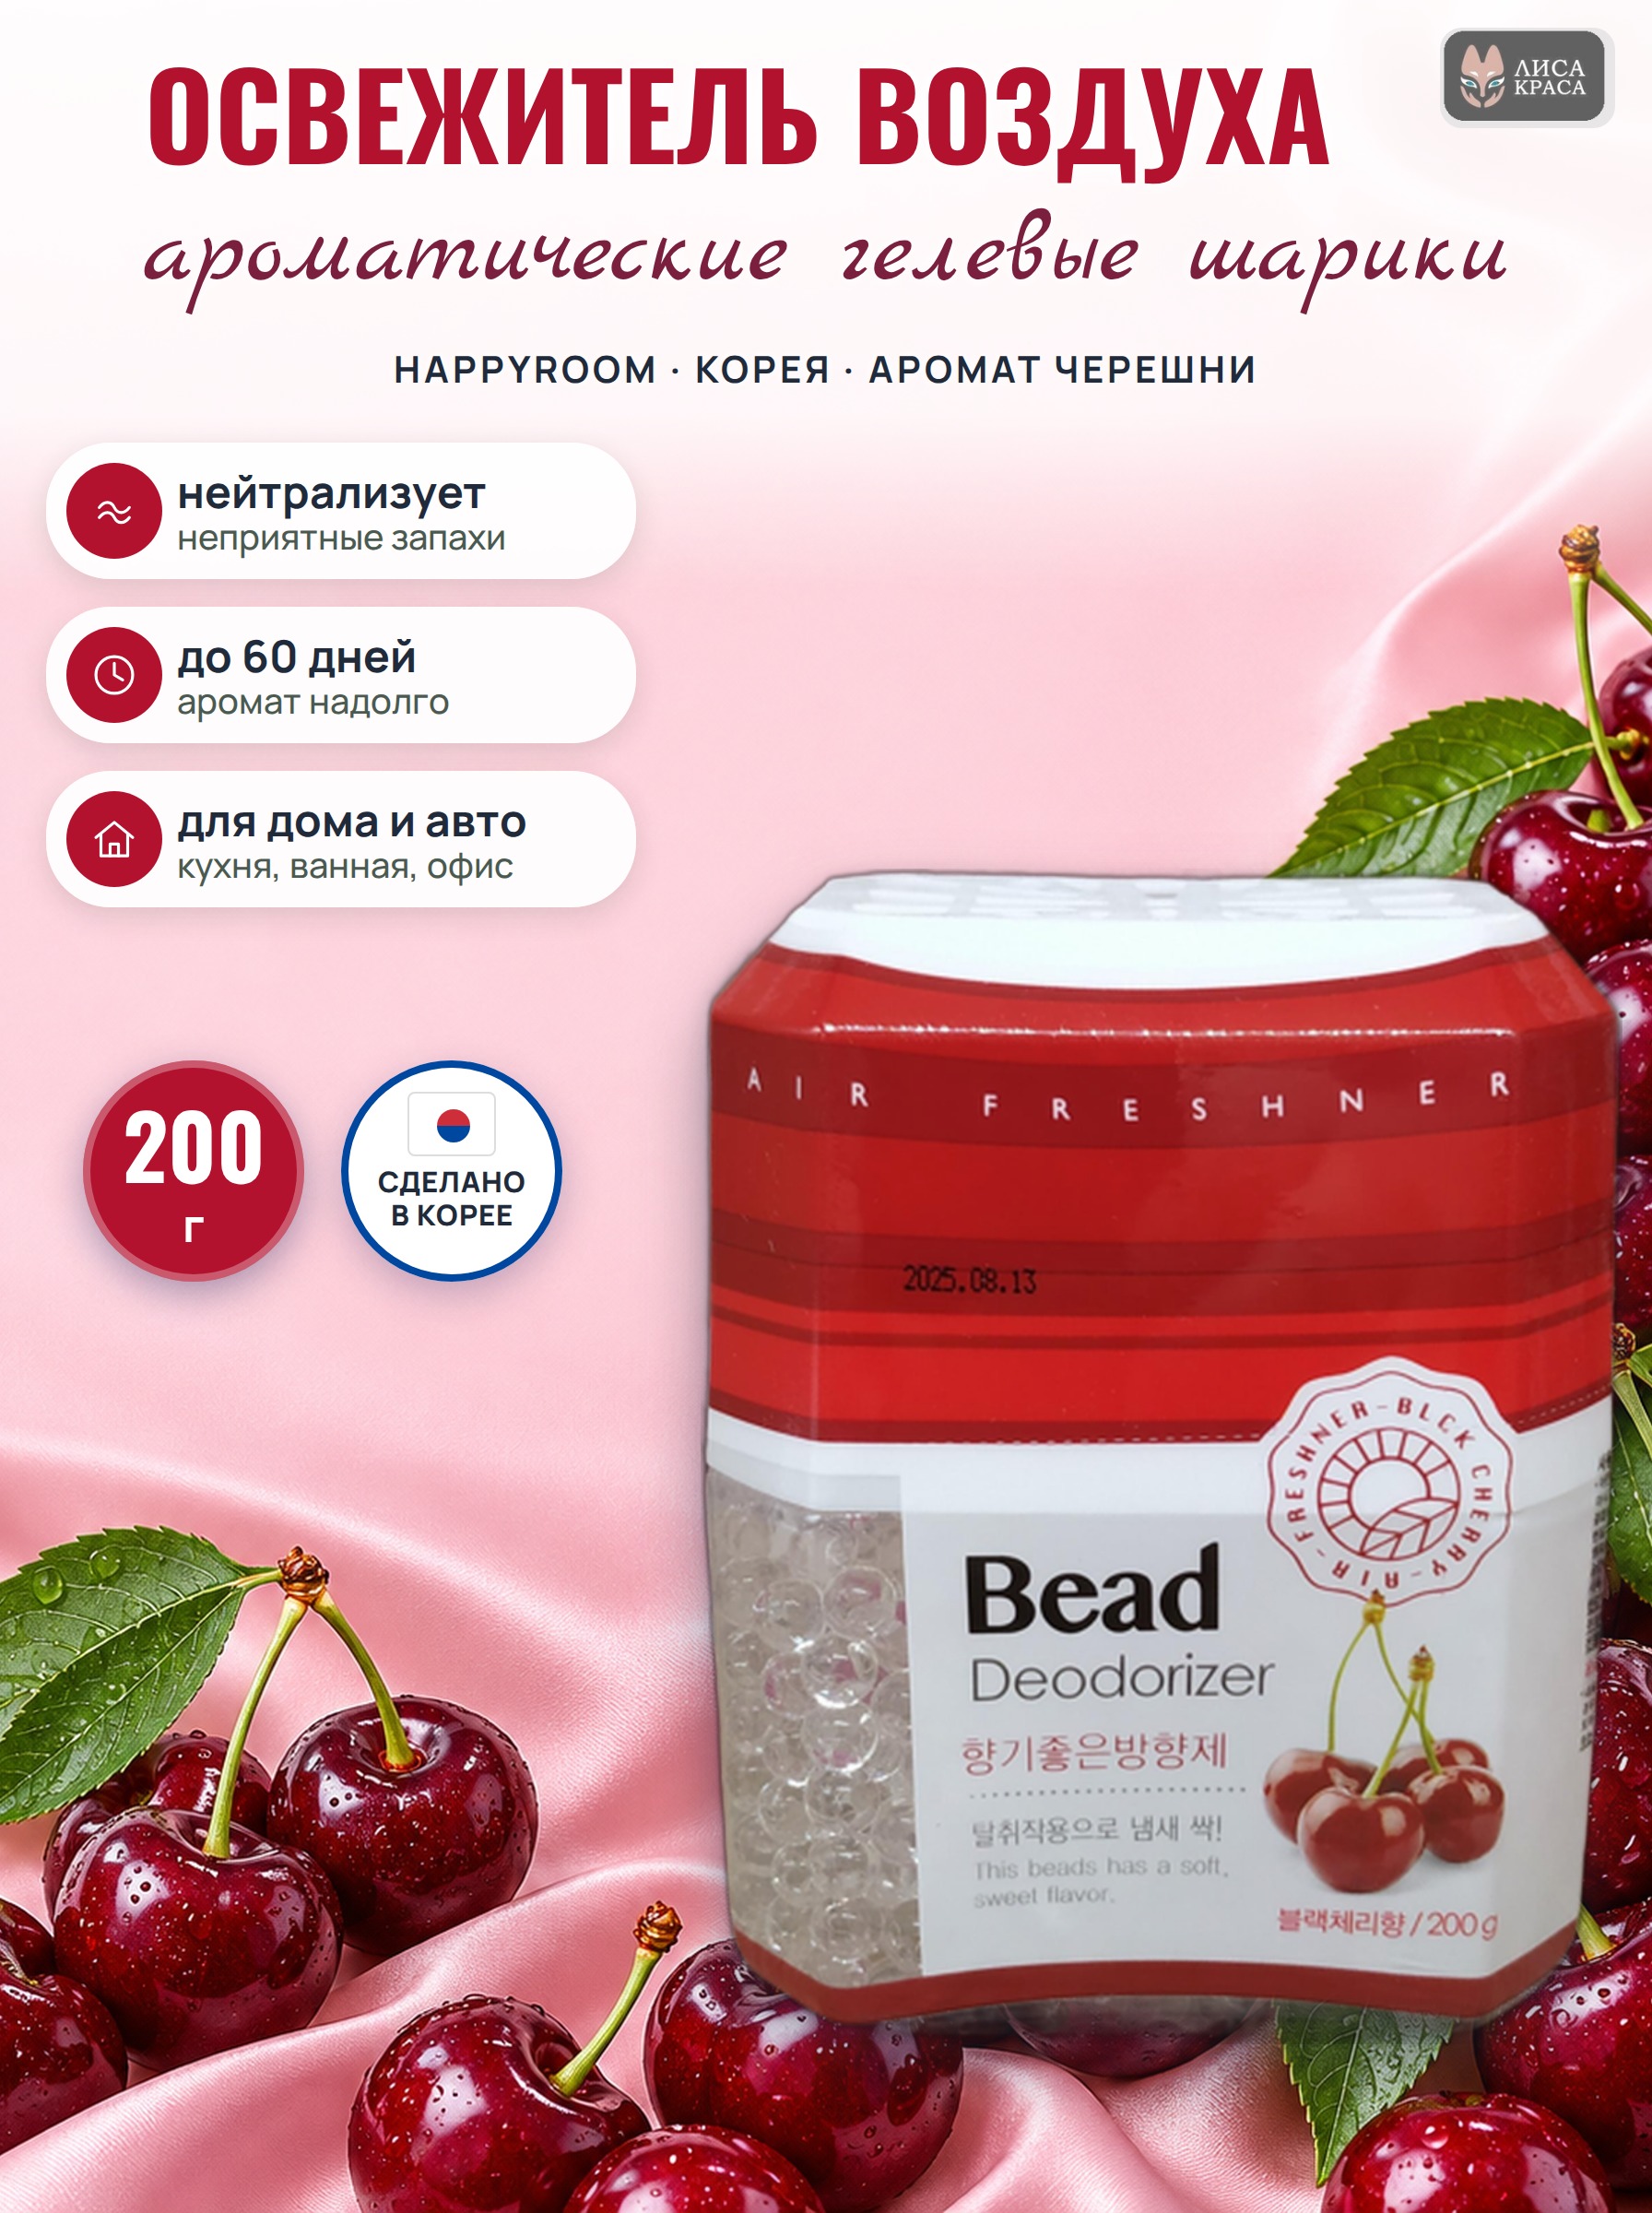 ОСВЕЖИТЕЛЬ ВОЗДУХА
ЛИСА
КРАСА
ароматические гелевые шарики
HAPPYROOM · КОРЕЯ · АРОМАТ ЧЕРЕШНИ
нейтрализует
неприятные запахи
до 60 дней
аромат надолго
для дома и авто
кухня, ванная, офис
200
г
СДЕЛАНО
В КОРЕЕ
AIR FRESHNER
2025.08.13
FRESHNER-BLCK CHERRY-AIR-
Bead
Deodorizer
향기좋은방향제
탈취작용으로 냄새 싹!
This beads has a soft,
sweet flavor.
블랙체리향/200g